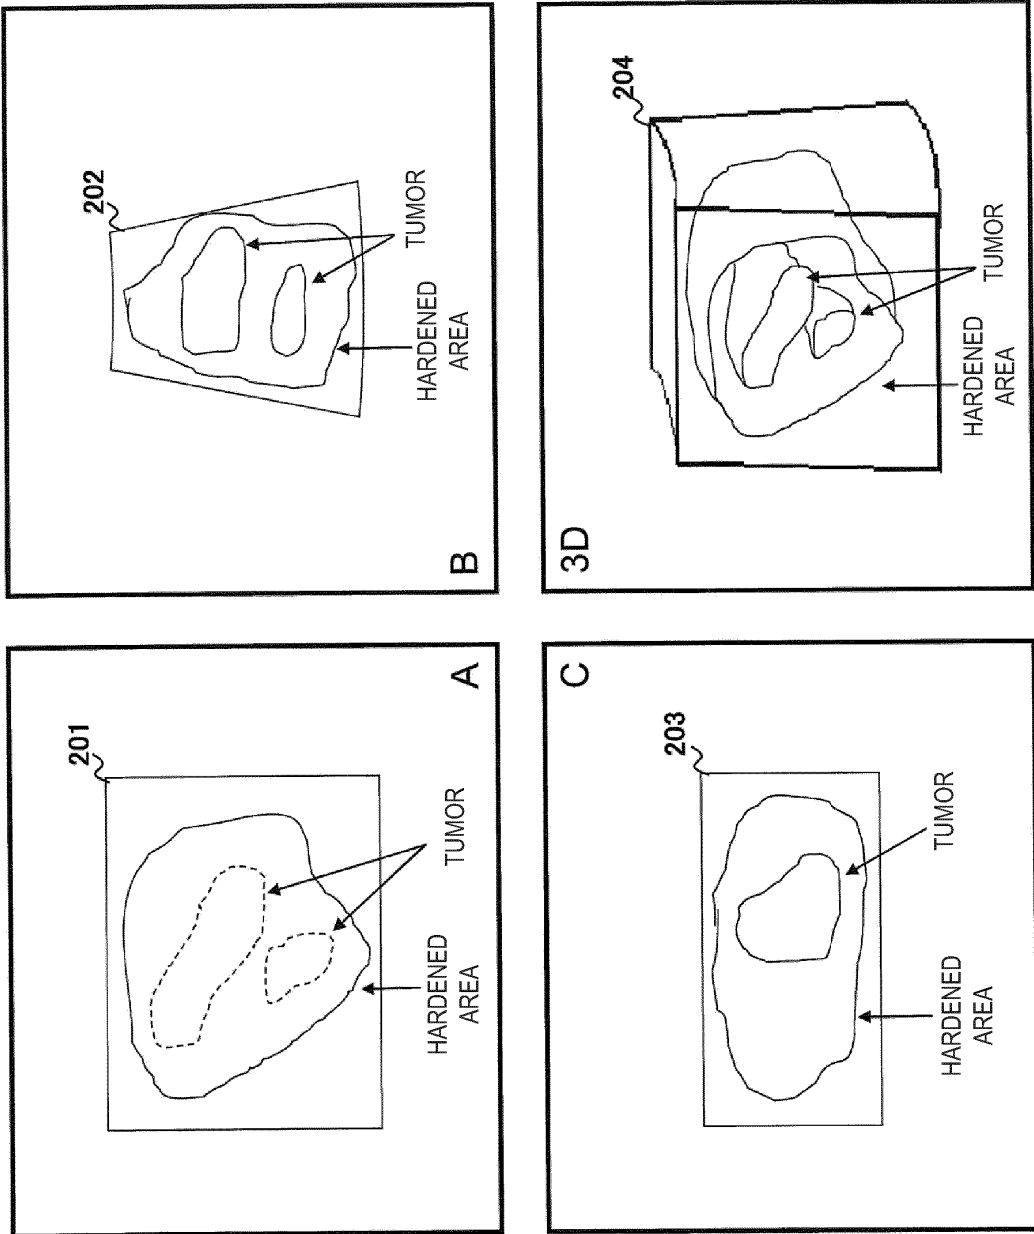 201
TUMOR
HARDENED
AREA
A
202
TUMOR
HARDENED
AREA
B
203
TUMOR
HARDENED
AREA
C
204
TUMOR
HARDENED
AREA
3D